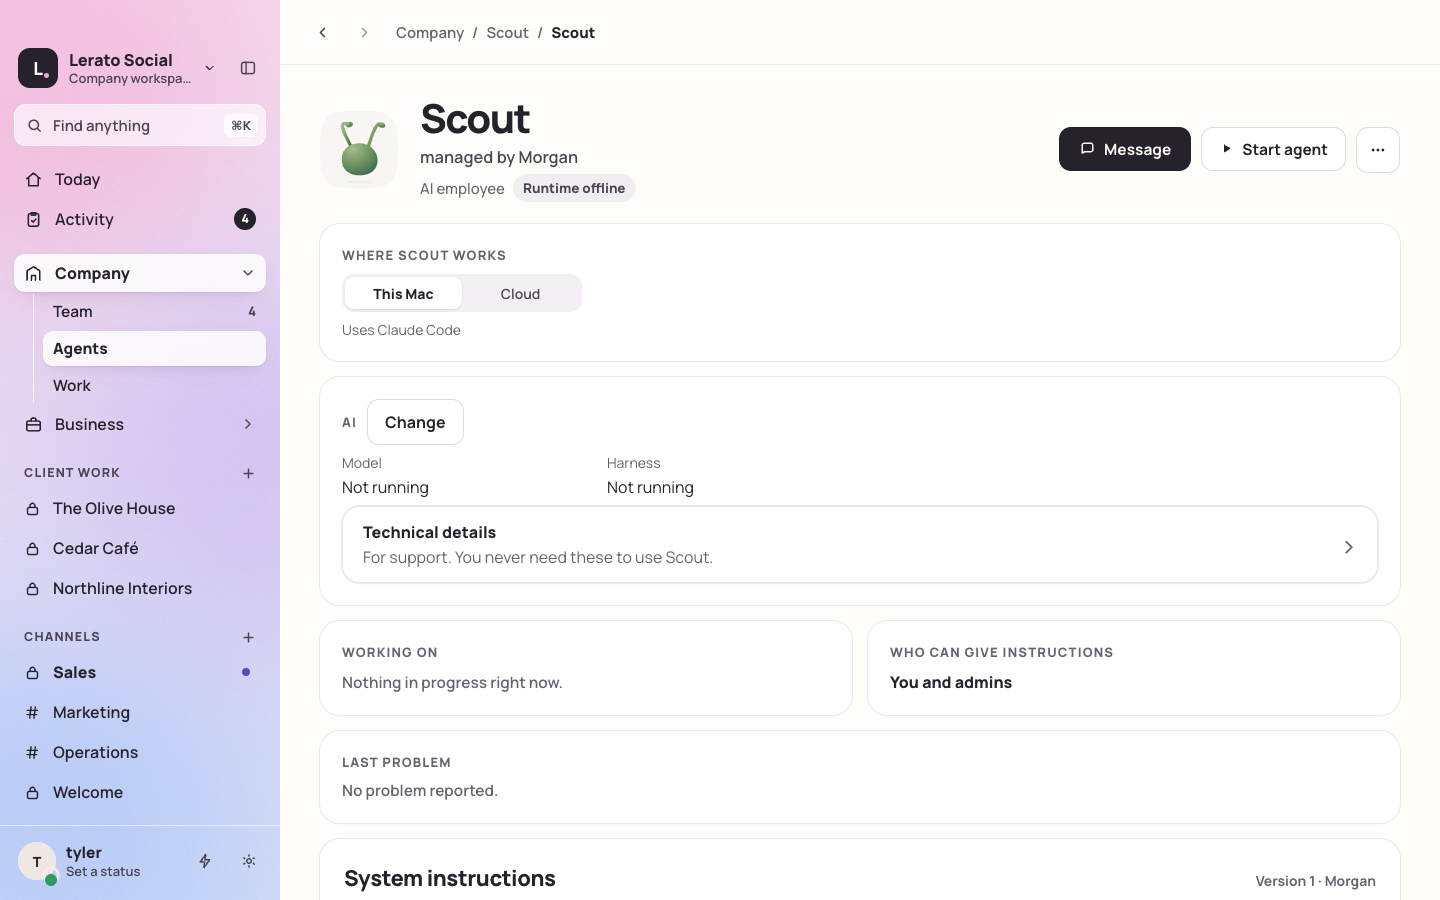 Company / Scout / Scout
L.
Lerato Social
Company workspa...
Find anything
⌘K
Today
Activity
4
Company
Team
4
Agents
Work
Business
CLIENT WORK
The Olive House
Cedar Café
Northline Interiors
CHANNELS
Sales
Marketing
Operations
Welcome
T
tyler
Set a status
Scout
managed by Morgan
AI employee
Runtime offline
Message
Start agent
WHERE SCOUT WORKS
This Mac
Cloud
Uses Claude Code
AI
Change
Model
Harness
Not running
Not running
Technical details
For support. You never need these to use Scout.
WORKING ON
Nothing in progress right now.
WHO CAN GIVE INSTRUCTIONS
You and admins
LAST PROBLEM
No problem reported.
System instructions
Version 1 · Morgan